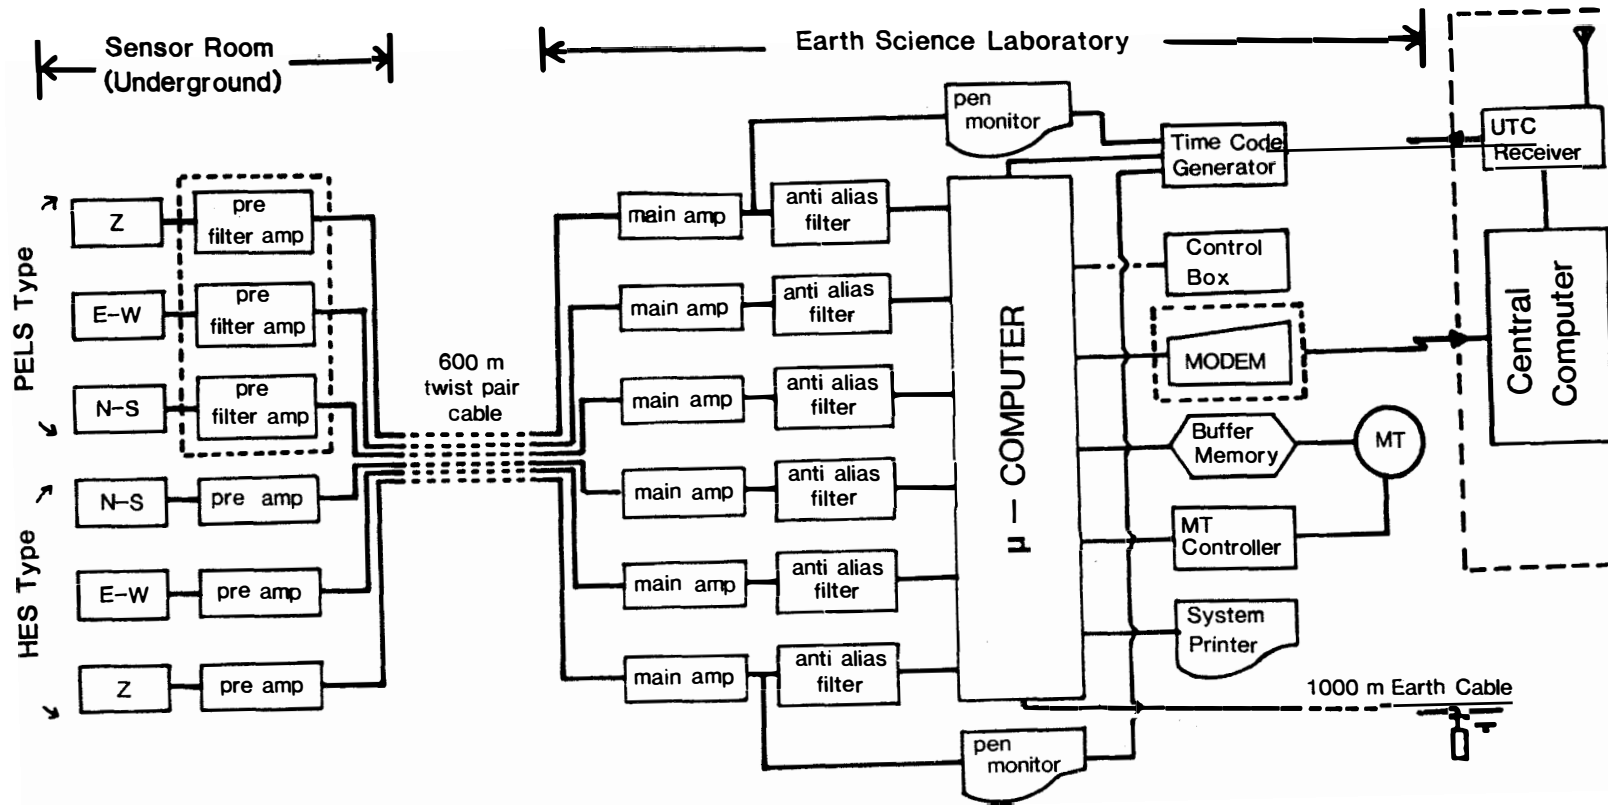 Sensor Room
(Underground)
Earth Science Laboratory
PELS Type
HES Type
Z
pre
filter amp
E-W
pre
filter amp
N-S
pre
filter amp
N-S
pre amp
E-W
pre amp
Z
pre amp
600 m
twist pair
cable
main amp
anti alias
filter
main amp
anti alias
filter
main amp
anti alias
filter
main amp
anti alias
filter
main amp
anti alias
filter
main amp
anti alias
filter
pen
monitor
pen
monitor
μ-COMPUTER
Time Code
Generator
Control
Box
MODEM
Buffer
Memory
MT
MT
Controller
System
Printer
1000 m Earth Cable
UTC
Receiver
Central
Computer